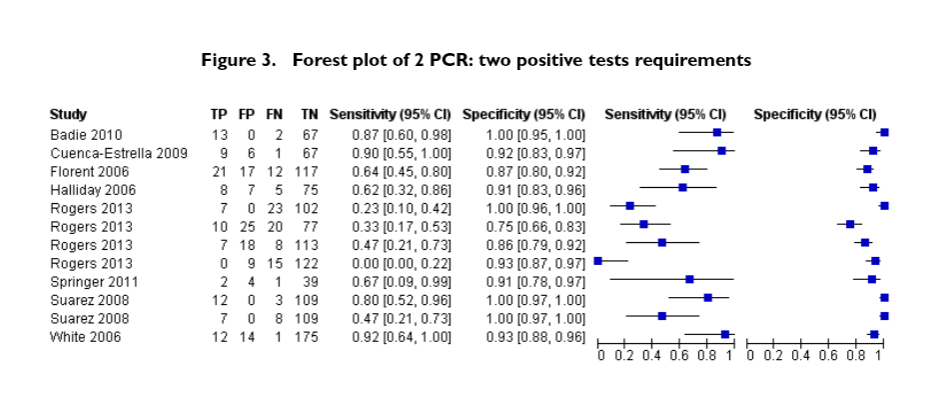 Figure 3. Forest plot of 2 PCR: two positive tests requirements
Study TP FP FN TN Sensitivity (95% CI) Specificity (95% CI) Sensitivity (95% CI) Specificity (95% CI)
Badie 2010 13 0 2 67 0.87 [0.60, 0.98] 1.00 [0.95, 1.00]
Cuenca-Estrella 2009 9 6 1 67 0.90 [0.55, 1.00] 0.92 [0.83, 0.97]
Florent 2006 21 17 12 117 0.64 [0.45, 0.80] 0.87 [0.80, 0.92]
Halliday 2006 8 7 5 75 0.62 [0.32, 0.86] 0.91 [0.83, 0.96]
Rogers 2013 7 0 23 102 0.23 [0.10, 0.42] 1.00 [0.96, 1.00]
Rogers 2013 10 25 20 77 0.33 [0.17, 0.53] 0.75 [0.66, 0.83]
Rogers 2013 7 18 8 113 0.47 [0.21, 0.73] 0.86 [0.79, 0.92]
Rogers 2013 0 9 15 122 0.00 [0.00, 0.22] 0.93 [0.87, 0.97]
Springer 2011 2 4 1 39 0.67 [0.09, 0.99] 0.91 [0.78, 0.97]
Suarez 2008 12 0 3 109 0.80 [0.52, 0.96] 1.00 [0.97, 1.00]
Suarez 2008 7 0 8 109 0.47 [0.21, 0.73] 1.00 [0.97, 1.00]
White 2006 12 14 1 175 0.92 [0.64, 1.00] 0.93 [0.88, 0.96]
0 0.2 0.4 0.6 0.8 1 0 0.2 0.4 0.6 0.8 1